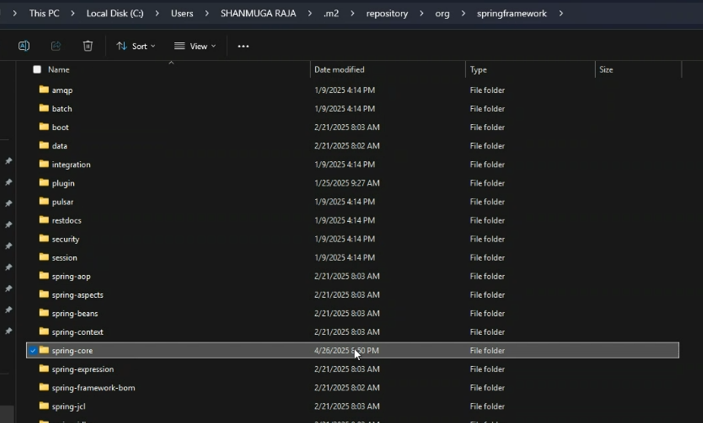 This PC > Local Disk (C:) > Users > SHANMUGA RAJA > .m2 > repository > org > springframework >
Sort View
Name Date modified Type Size
amqp 1/9/2025 4:14 PM File folder
batch 1/9/2025 4:14 PM File folder
boot 2/21/2025 8:03 AM File folder
data 2/21/2025 8:02 AM File folder
integration 1/9/2025 4:14 PM File folder
plugin 1/25/2025 9:27 AM File folder
pulsar 1/9/2025 4:14 PM File folder
restdocs 1/9/2025 4:14 PM File folder
security 1/9/2025 4:14 PM File folder
session 1/9/2025 4:14 PM File folder
spring-aop 2/21/2025 8:03 AM File folder
spring-aspects 2/21/2025 8:03 AM File folder
spring-beans 2/21/2025 8:03 AM File folder
spring-context 2/21/2025 8:03 AM File folder
spring-core 4/26/2025 PM File folder
spring-expression 2/21/2025 8:03 AM File folder
spring-framework-bom 2/21/2025 8:02 AM File folder
spring-jcl 2/21/2025 8:03 AM File folder